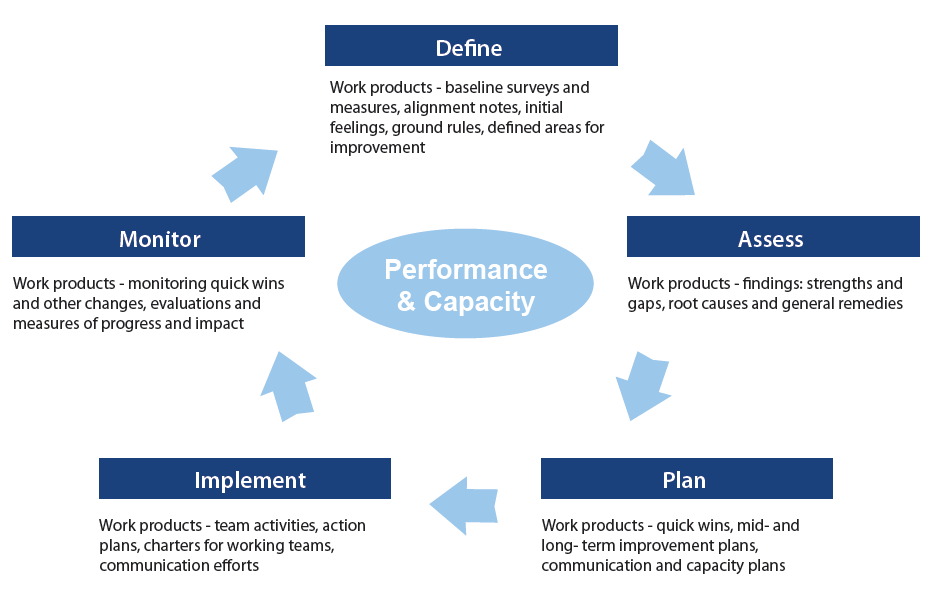 Define
Work products - baseline surveys and
measures, alignment notes, initial
feelings, ground rules, defined areas for
improvement
Monitor
Work products - monitoring quick wins
and other changes, evaluations and
measures of progress and impact
Performance
& Capacity
Assess
Work products - findings: strengths and
gaps, root causes and general remedies
Implement
Work products - team activities, action
plans, charters for working teams,
communication efforts
Plan
Work products - quick wins, mid- and
long- term improvement plans,
communication and capacity plans